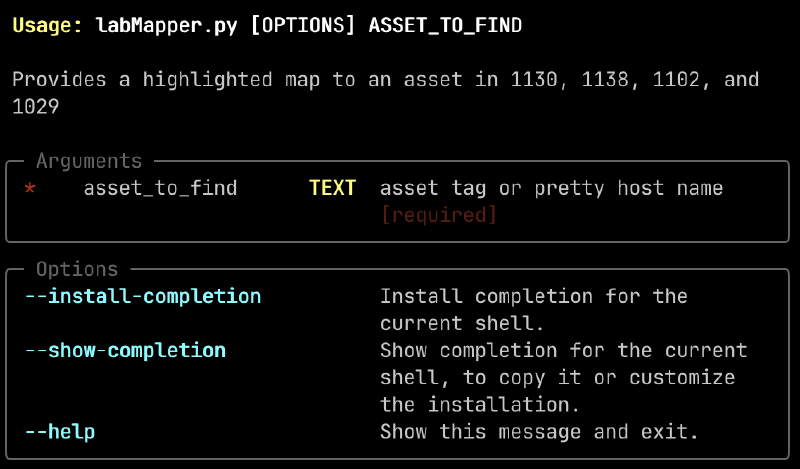 Usage: labMapper.py [OPTIONS] ASSET_TO_FIND
Provides a highlighted map to an asset in 1130, 1138, 1102, and
1029
Arguments
* asset_to_find TEXT asset tag or pretty host name
[required]
Options
--install-completion Install completion for the
current shell.
--show-completion Show completion for the current
shell, to copy it or customize
the installation.
--help Show this message and exit.